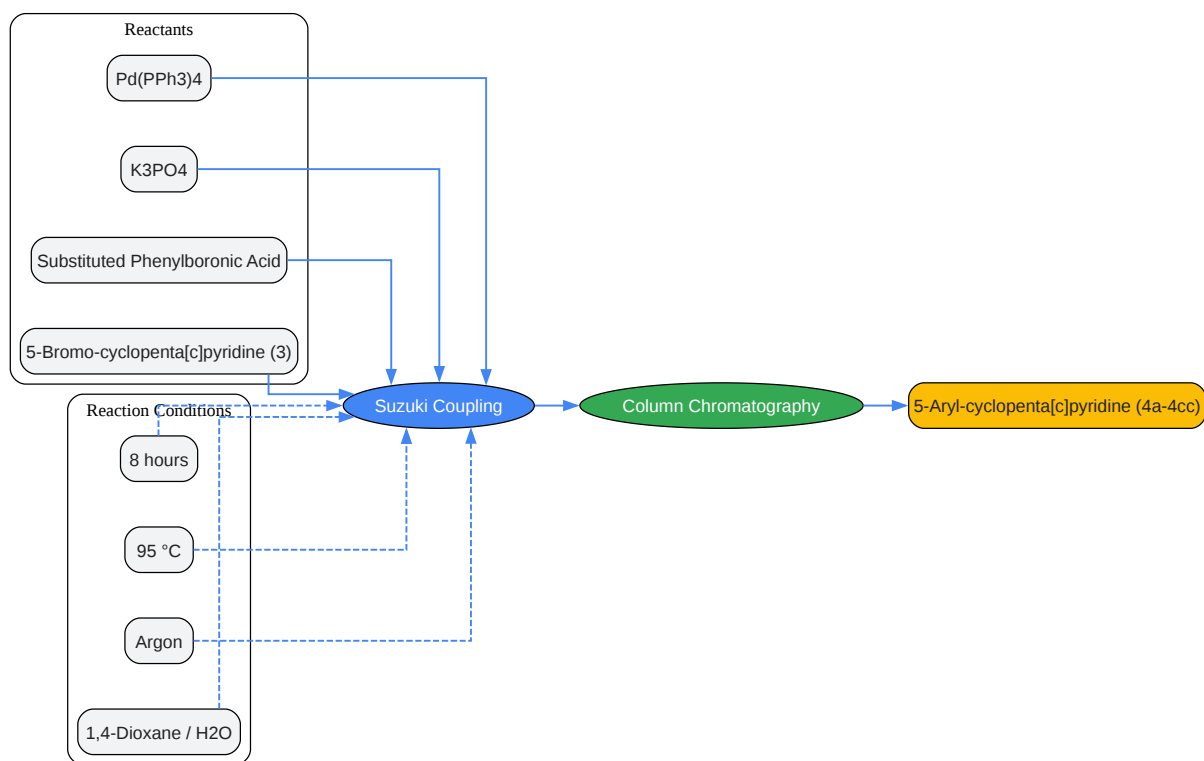 Reactants
Pd(PPh3)4
K3PO4
Substituted Phenylboronic Acid
5-Bromo-cyclopenta[c]pyridine (3)
Reaction Conditions
8 hours
95 °C
Argon
1,4-Dioxane / H2O
Suzuki Coupling
Column Chromatography
5-Aryl-cyclopenta[c]pyridine (4a-4cc)